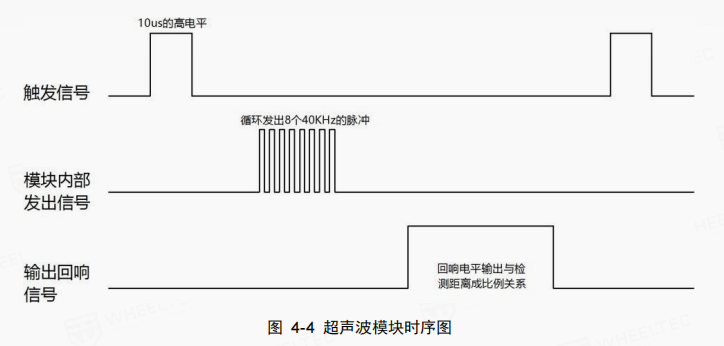 10us的高电平
触发信号
循环发出8个40KHz的脉冲
模块内部
发出信号
输出回响
信号
回响电平输出与检
测距离成比例关系
图 4-4 超声波模块时序图
WHEELTEC
WHEELTEC